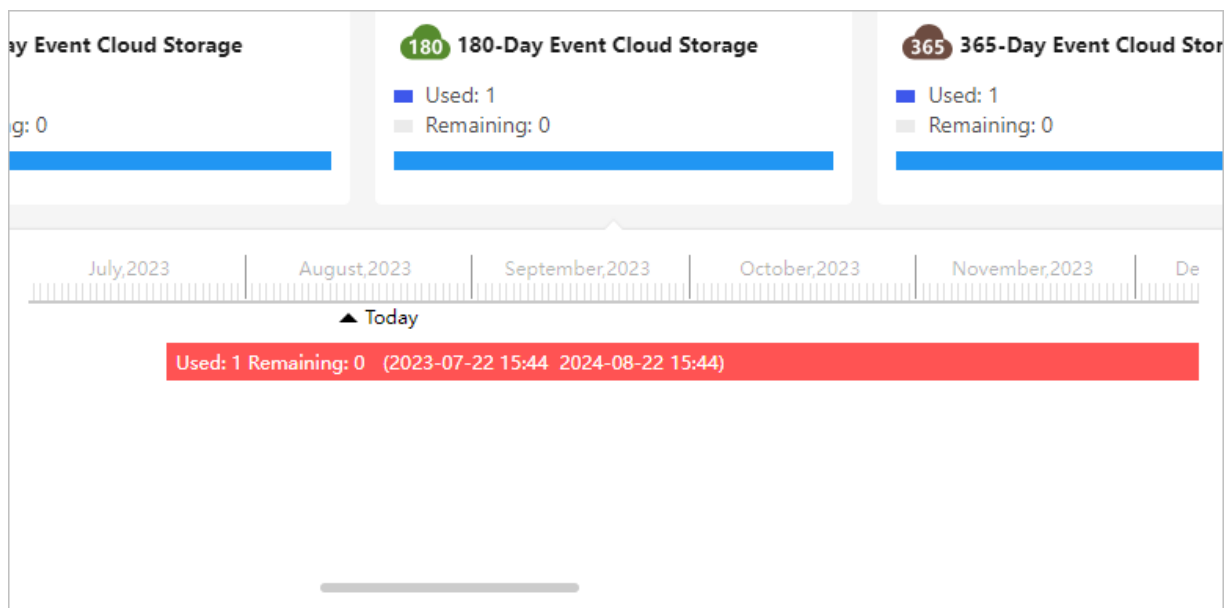 ay Event Cloud Storage
g: 0
180 180-Day Event Cloud Storage
Used: 1
Remaining: 0
365 365-Day Event Cloud Stor
Used: 1
Remaining: 0
July,2023 August,2023 September,2023 October,2023 November,2023 De
Today
Used: 1 Remaining: 0 (2023-07-22 15:44 2024-08-22 15:44)